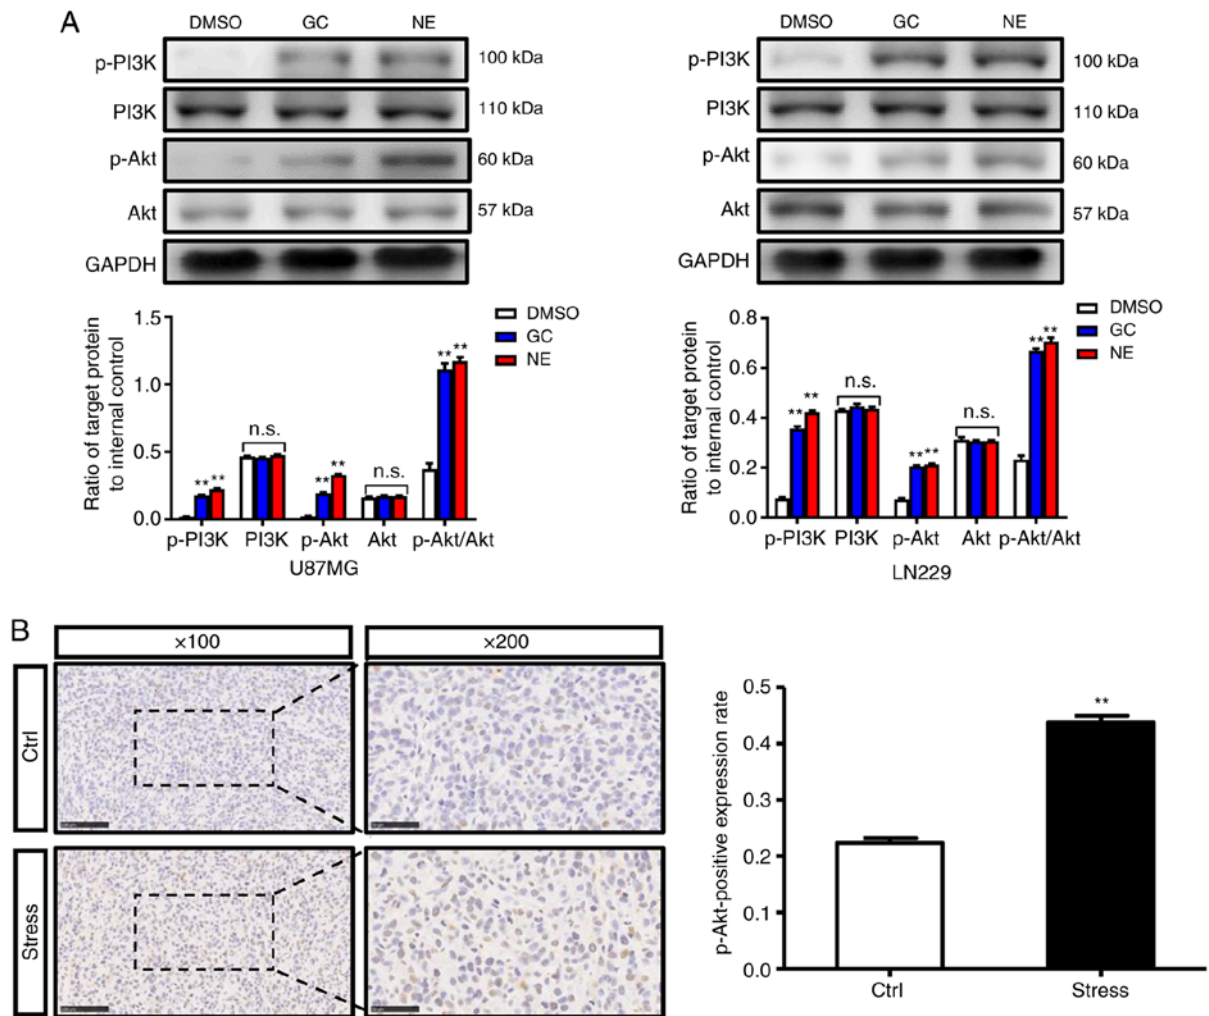 A
DMSO GC NE
p-PI3K 100 kDa
PI3K 110 kDa
p-Akt 60 kDa
Akt 57 kDa
GAPDH
DMSO GC NE
p-PI3K 100 kDa
PI3K 110 kDa
p-Akt 60 kDa
Akt 57 kDa
GAPDH
Ratio of target protein
to internal control
1.5
1.0
0.5
0.0
** **
n.s.
** **
n.s.
** **
DMSO
GC
NE
p-PI3K PI3K p-Akt Akt p-Akt/Akt
U87MG
Ratio of target protein
to internal control
0.8
0.6
0.4
0.2
0.0
** **
n.s.
** **
n.s.
** **
DMSO
GC
NE
p-PI3K PI3K p-Akt Akt p-Akt/Akt
LN229
B
×100 ×200
Ctrl
Stress
p-Akt-positive expression rate
0.5
0.4
0.3
0.2
0.1
0.0
**
Ctrl Stress